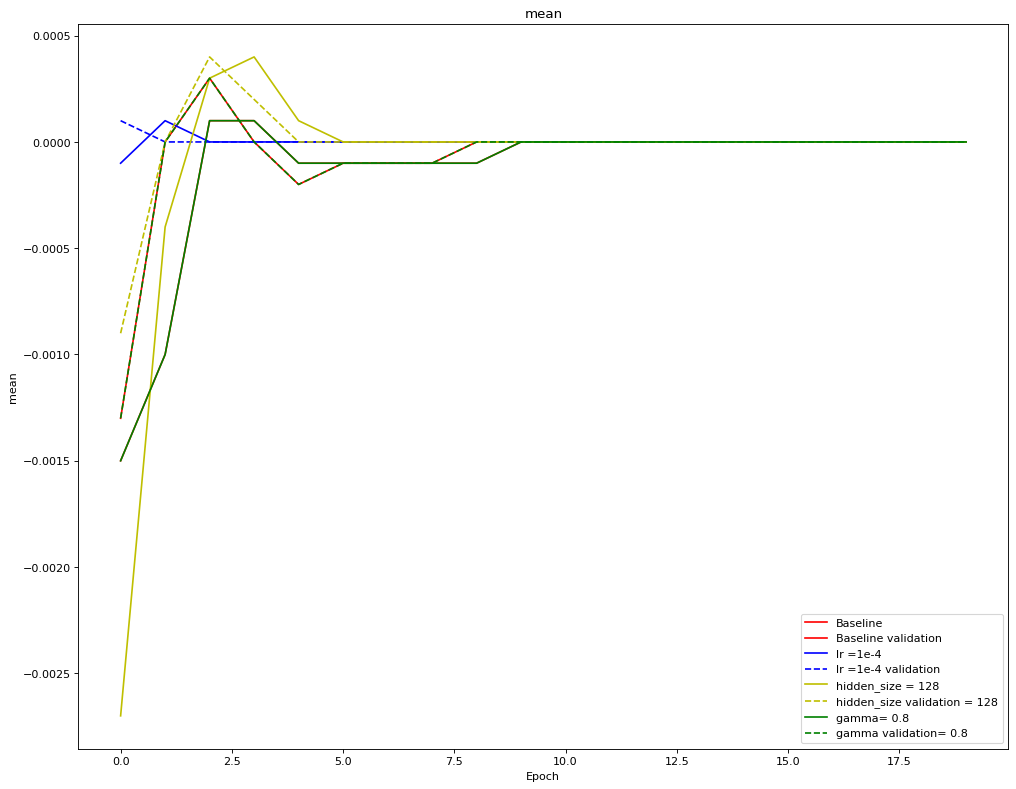 mean
0.0005
0.0000
−0.0005
−0.0010
−0.0015
−0.0020
−0.0025
mean
0.0
2.5
5.0
7.5
10.0
12.5
15.0
17.5
Epoch
Baseline
Baseline validation
lr =1e-4
lr =1e-4 validation
hidden_size = 128
hidden_size validation = 128
gamma= 0.8
gamma validation= 0.8